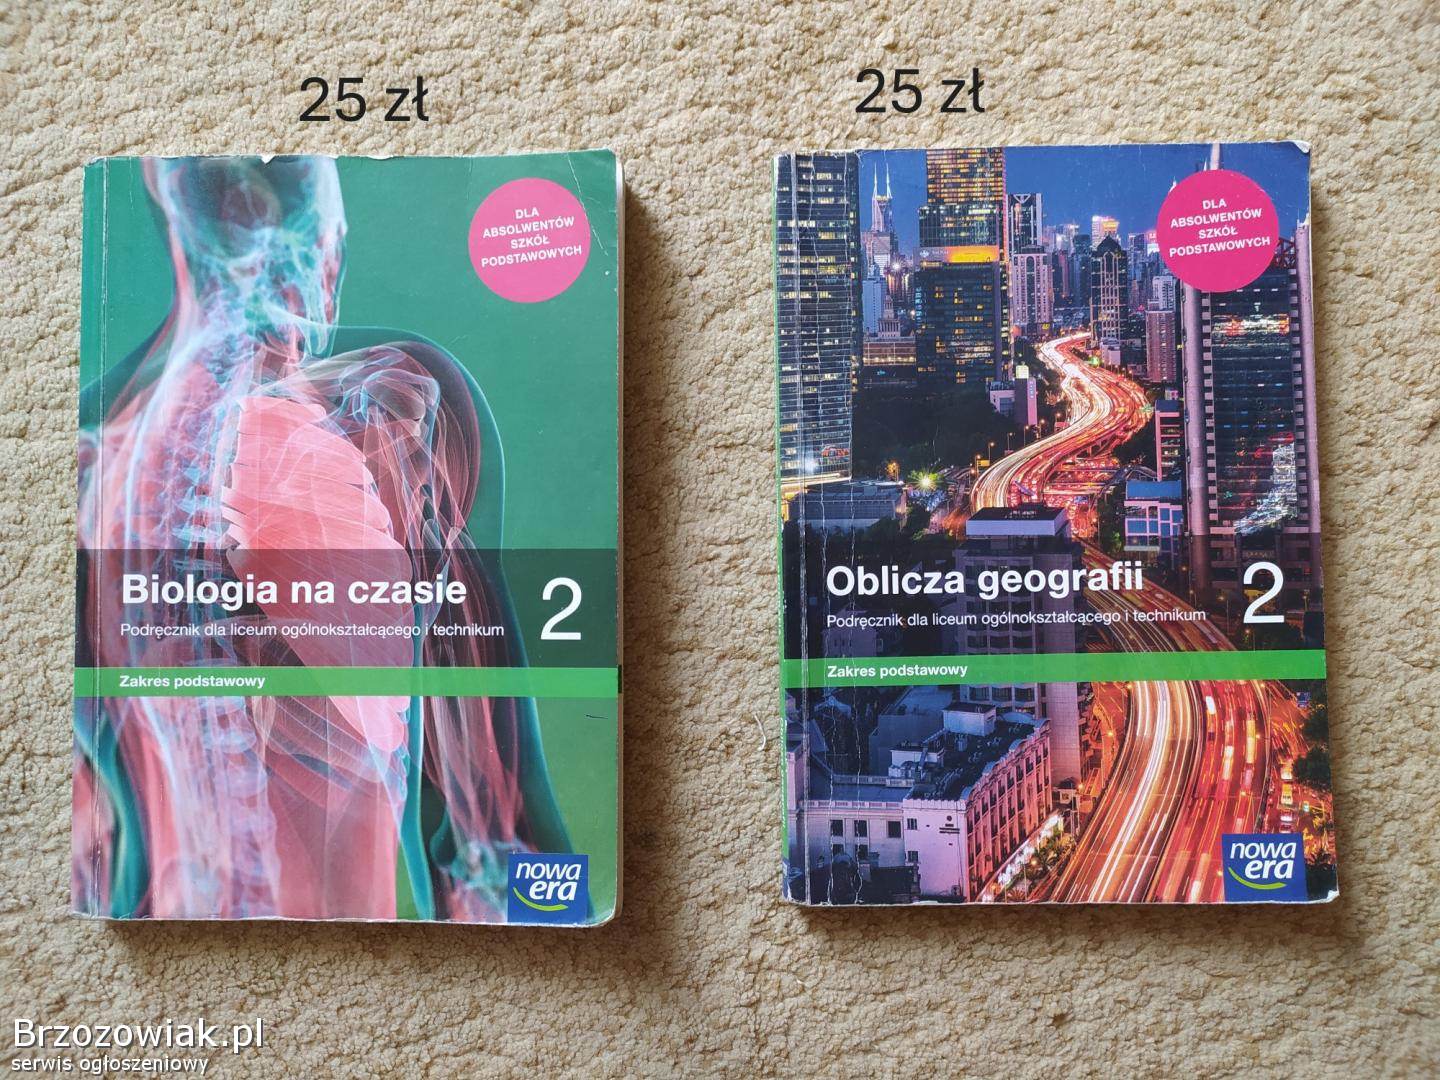 25 zł
25 zł
DLA
ABSOLWENTÓW
SZKÓŁ
PODSTAWOWYCH
Biologia na czasie 2
Podręcznik dla liceum ogólnokształcącego i technikum
Zakres podstawowy
nowa
era
DLA
ABSOLWENTÓW
SZKÓŁ
PODSTAWOWYCH
Oblicza geografii 2
Podręcznik dla liceum ogólnokształcącego i technikum
Zakres podstawowy
nowa
era
Brzozowiak.pl
serwis ogłoszeniowy